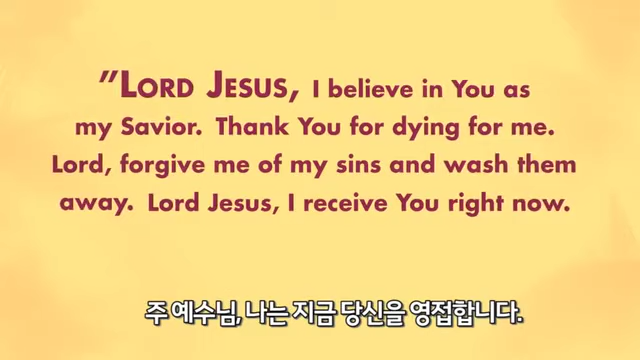 "LORD JESUS, I believe in You as
my Savior. Thank You for dying for me.
Lord, forgive me of my sins and wash them
away. Lord Jesus, I receive You right now.
주 예수님, 나는 지금 당신을 영접합니다.